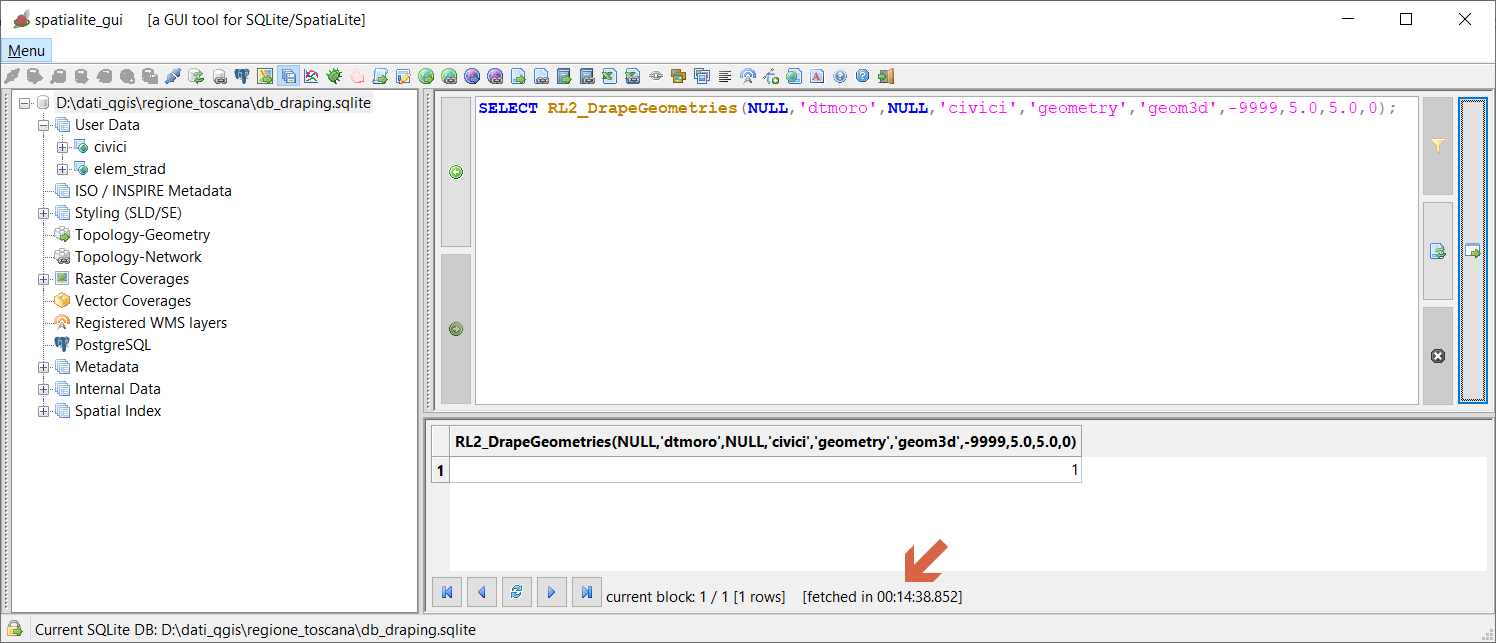 spatialite_gui [a GUI tool for SQLite/SpatiaLite]
Menu
D:\dati_qgis\regione_toscana\db_draping.sqlite
User Data
civici
elem_strad
ISO / INSPIRE Metadata
Styling (SLD/SE)
Topology-Geometry
Topology-Network
Raster Coverages
Vector Coverages
Registered WMS layers
PostgreSQL
Metadata
Internal Data
Spatial Index
SELECT RL2_DrapeGeometries(NULL,'dtmoro',NULL,'civici','geometry','geom3d',-9999,5.0,5.0,0);
RL2_DrapeGeometries(NULL,'dtmoro',NULL,'civici','geometry','geom3d',-9999,5.0,5.0,0)
1 1
current block: 1 / 1 [1 rows] [fetched in 00:14:38.852]
Current SQLite DB: D:\dati_qgis\regione_toscana\db_draping.sqlite